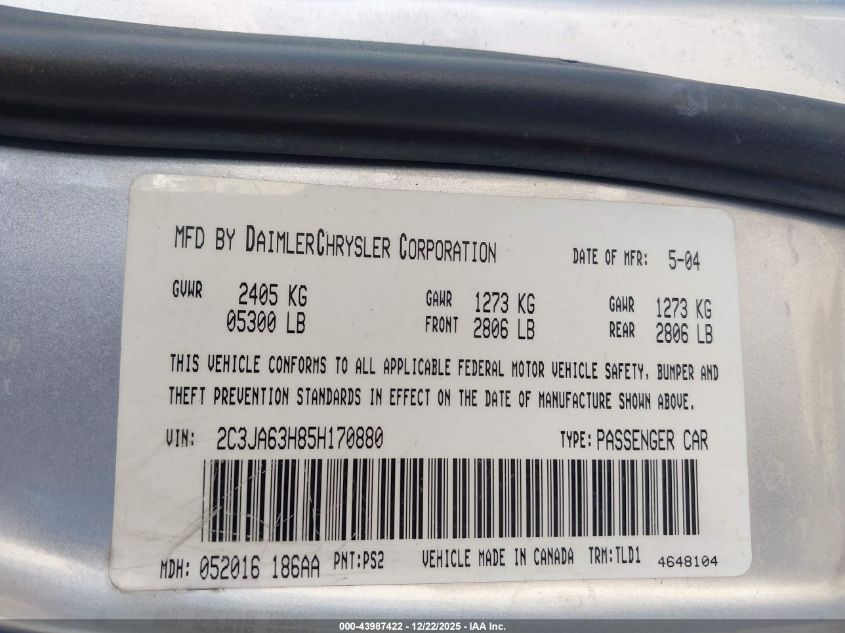 MFD BY DAIMLERCHRYSLER CORPORATION DATE OF MFR: 5-04
GVWR 2405 KG GAWR 1273 KG GAWR 1273 KG
05300 LB FRONT 2806 LB REAR 2806 LB
THIS VEHICLE CONFORMS TO ALL APPLICABLE FEDERAL MOTOR VEHICLE SAFETY, BUMPER AND
THEFT PREVENTION STANDARDS IN EFFECT ON THE DATE OF MANUFACTURE SHOWN ABOVE.
VIN: 2C3JA63H85H170880 TYPE: PASSENGER CAR
MDH: 052016 186AA PNT: PS2 VEHICLE MADE IN CANADA TRM: TLD1 4648104
000-43987422 - 12/22/2025 - IAA Inc.